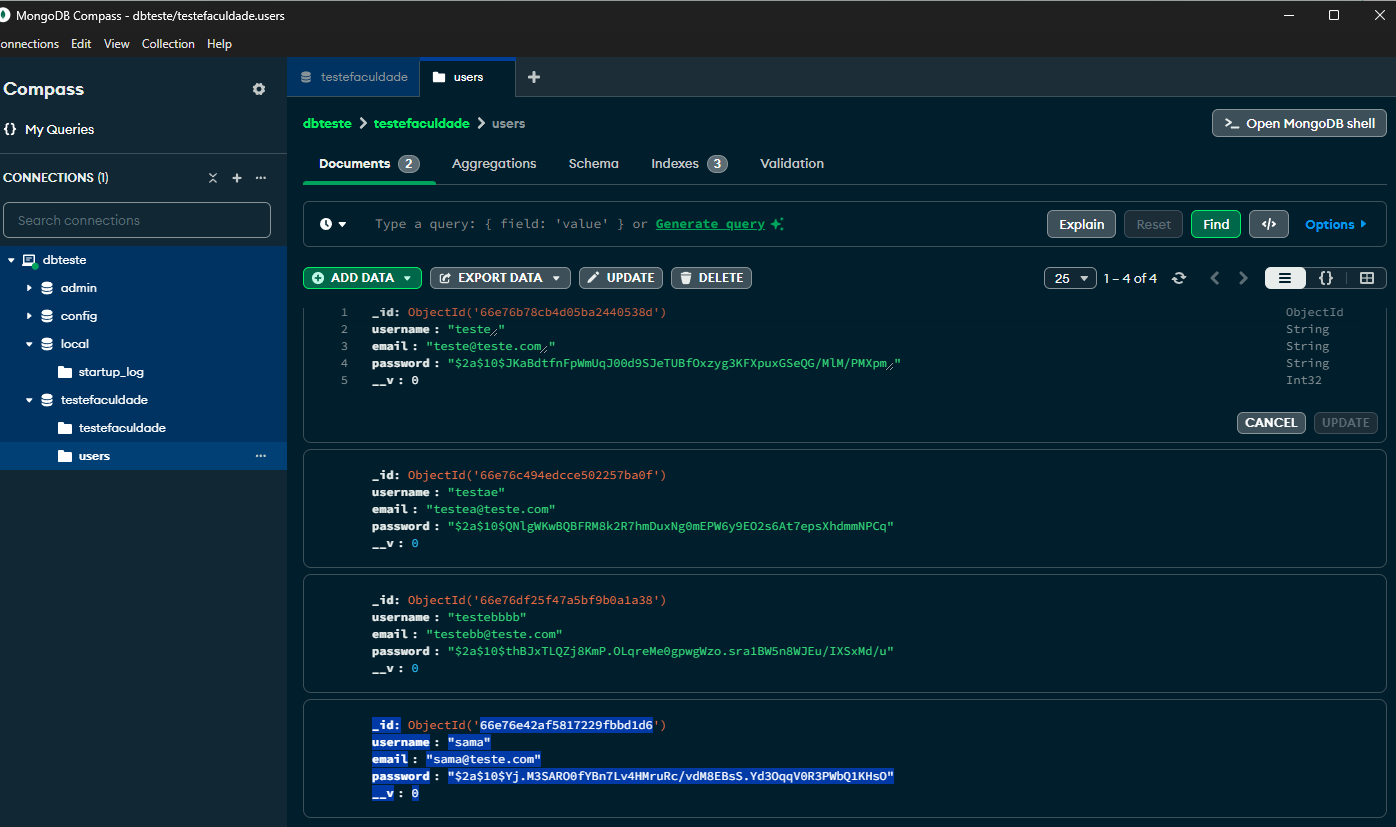 MongoDB Compass - dbteste/testefaculdade.users
onnections Edit View Collection Help
Compass
{} My Queries
CONNECTIONS (1)
Search connections
dbteste
admin
config
local
startup_log
testefaculdade
testefaculdade
users
testefaculdade users
dbteste > testefaculdade > users
>_ Open MongoDB shell
Documents 2 Aggregations Schema Indexes 3 Validation
Type a query: { field: 'value' } or Generate query
Explain Reset Find </> Options
ADD DATA EXPORT DATA UPDATE DELETE
25 1 – 4 of 4 {}
1 _id: ObjectId('66e76b78cb4d05ba2440538d') ObjectId
2 username : "teste" String
3 email : "teste@teste.com" String
4 password : "$2a$10$JKaBdtfnFpWmUqJ00d9SJeTUBfOxzyg3KFXpuxGSeQG/MlM/PMXpm" String
5 __v : 0 Int32
CANCEL UPDATE
_id: ObjectId('66e76c494edcce502257ba0f')
username : "testae"
email : "testea@teste.com"
password : "$2a$10$QNlgWKwBQBFRM8k2R7hmDuxNg0mEPW6y9EO2s6At7epsXhdmmNPCq"
__v : 0
_id: ObjectId('66e76df25f47a5bf9b0a1a38')
username : "testebbbb"
email : "testebb@teste.com"
password : "$2a$10$thBJxTLQZj8KmP.OLqreMe0gpwgWzo.sra1BW5n8WJEu/IXSxMd/u"
__v : 0
_id: ObjectId('66e76e42af5817229fbbd1d6')
username : "sama"
email : "sama@teste.com"
password : "$2a$10$Yj.M3SARO0fYBn7Lv4HMruRc/vdM8EBsS.Yd3OqqV0R3PWbQ1KHsO"
__v : 0